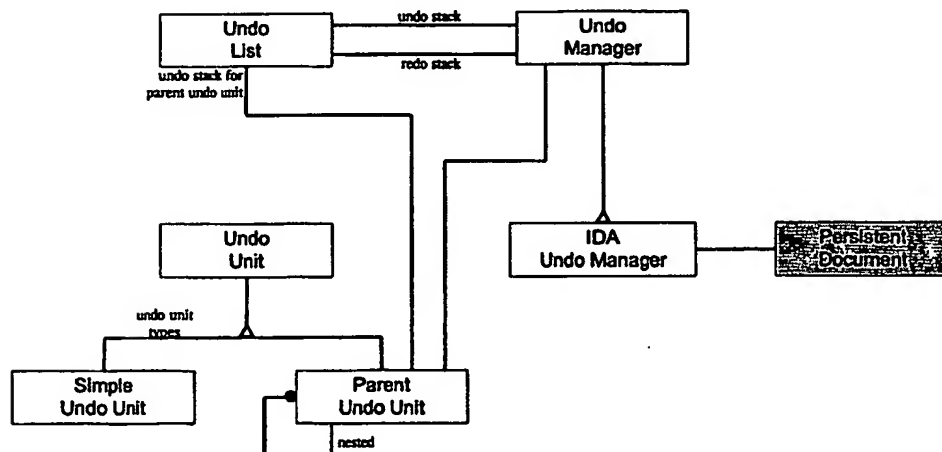 Undo
List
undo stack
redo stack
Undo
Manager
undo stack for
parent undo unit
Undo
Unit
IDA
Undo Manager
Persistent
Document
undo unit
types
Simple
Undo Unit
Parent
Undo Unit
nested